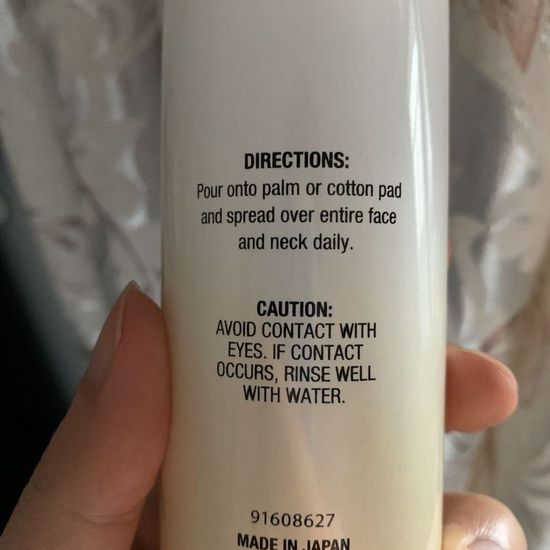 DIRECTIONS:
Pour onto palm or cotton pad
and spread over entire face
and neck daily.
CAUTION:
AVOID CONTACT WITH
EYES. IF CONTACT
OCCURS, RINSE WELL
WITH WATER.
91608627
MADE IN JAPAN